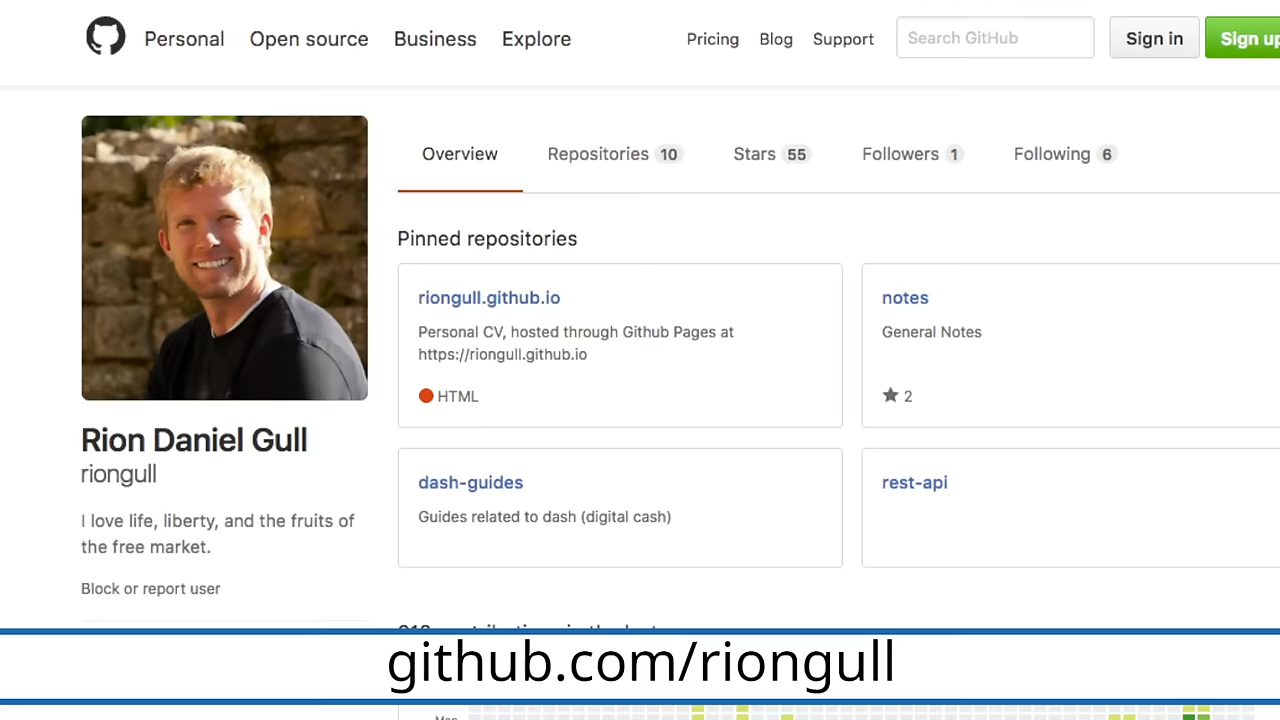 Personal Open source Business Explore Pricing Blog Support Search GitHub Sign in Sign up
Overview Repositories 10 Stars 55 Followers 1 Following 6
Pinned repositories
riongull.github.io
Personal CV, hosted through Github Pages at
https://riongull.github.io
HTML
notes
General Notes
2
dash-guides
Guides related to dash (digital cash)
rest-api
Rion Daniel Gull
riongull
I love life, liberty, and the fruits of
the free market.
Block or report user
github.com/riongull